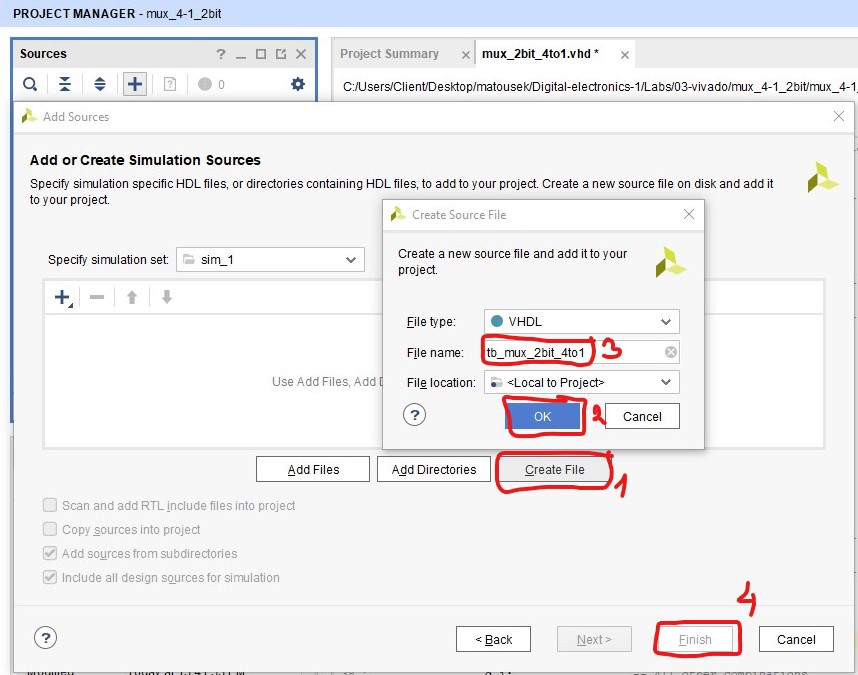 PROJECT MANAGER - mux_4-1_2bit
Sources
Project Summary
mux_2bit_4to1.vhd *
0
C:/Users/Client/Desktop/matousek/Digital-electronics-1/Labs/03-vivado/mux_4-1_2bit/mux_4-1
Add Sources
Add or Create Simulation Sources
Specify simulation specific HDL files, or directories containing HDL files, to add to your project. Create a new source file on disk and add it
to your project.
Create Source File
Create a new source file and add it to your
project.
Specify simulation set:
sim_1
File type:
VHDL
File name:
tb_mux_2bit_4to1
3
Use Add Files, Add D
File location:
<Local to Project>
?
OK
2
Cancel
Add Files
Add Directories
Create File
1
Scan and add RTL include files into project
Copy sources into project
Add sources from subdirectories
Include all design sources for simulation
4
?
< Back
Next >
Finish
Cancel